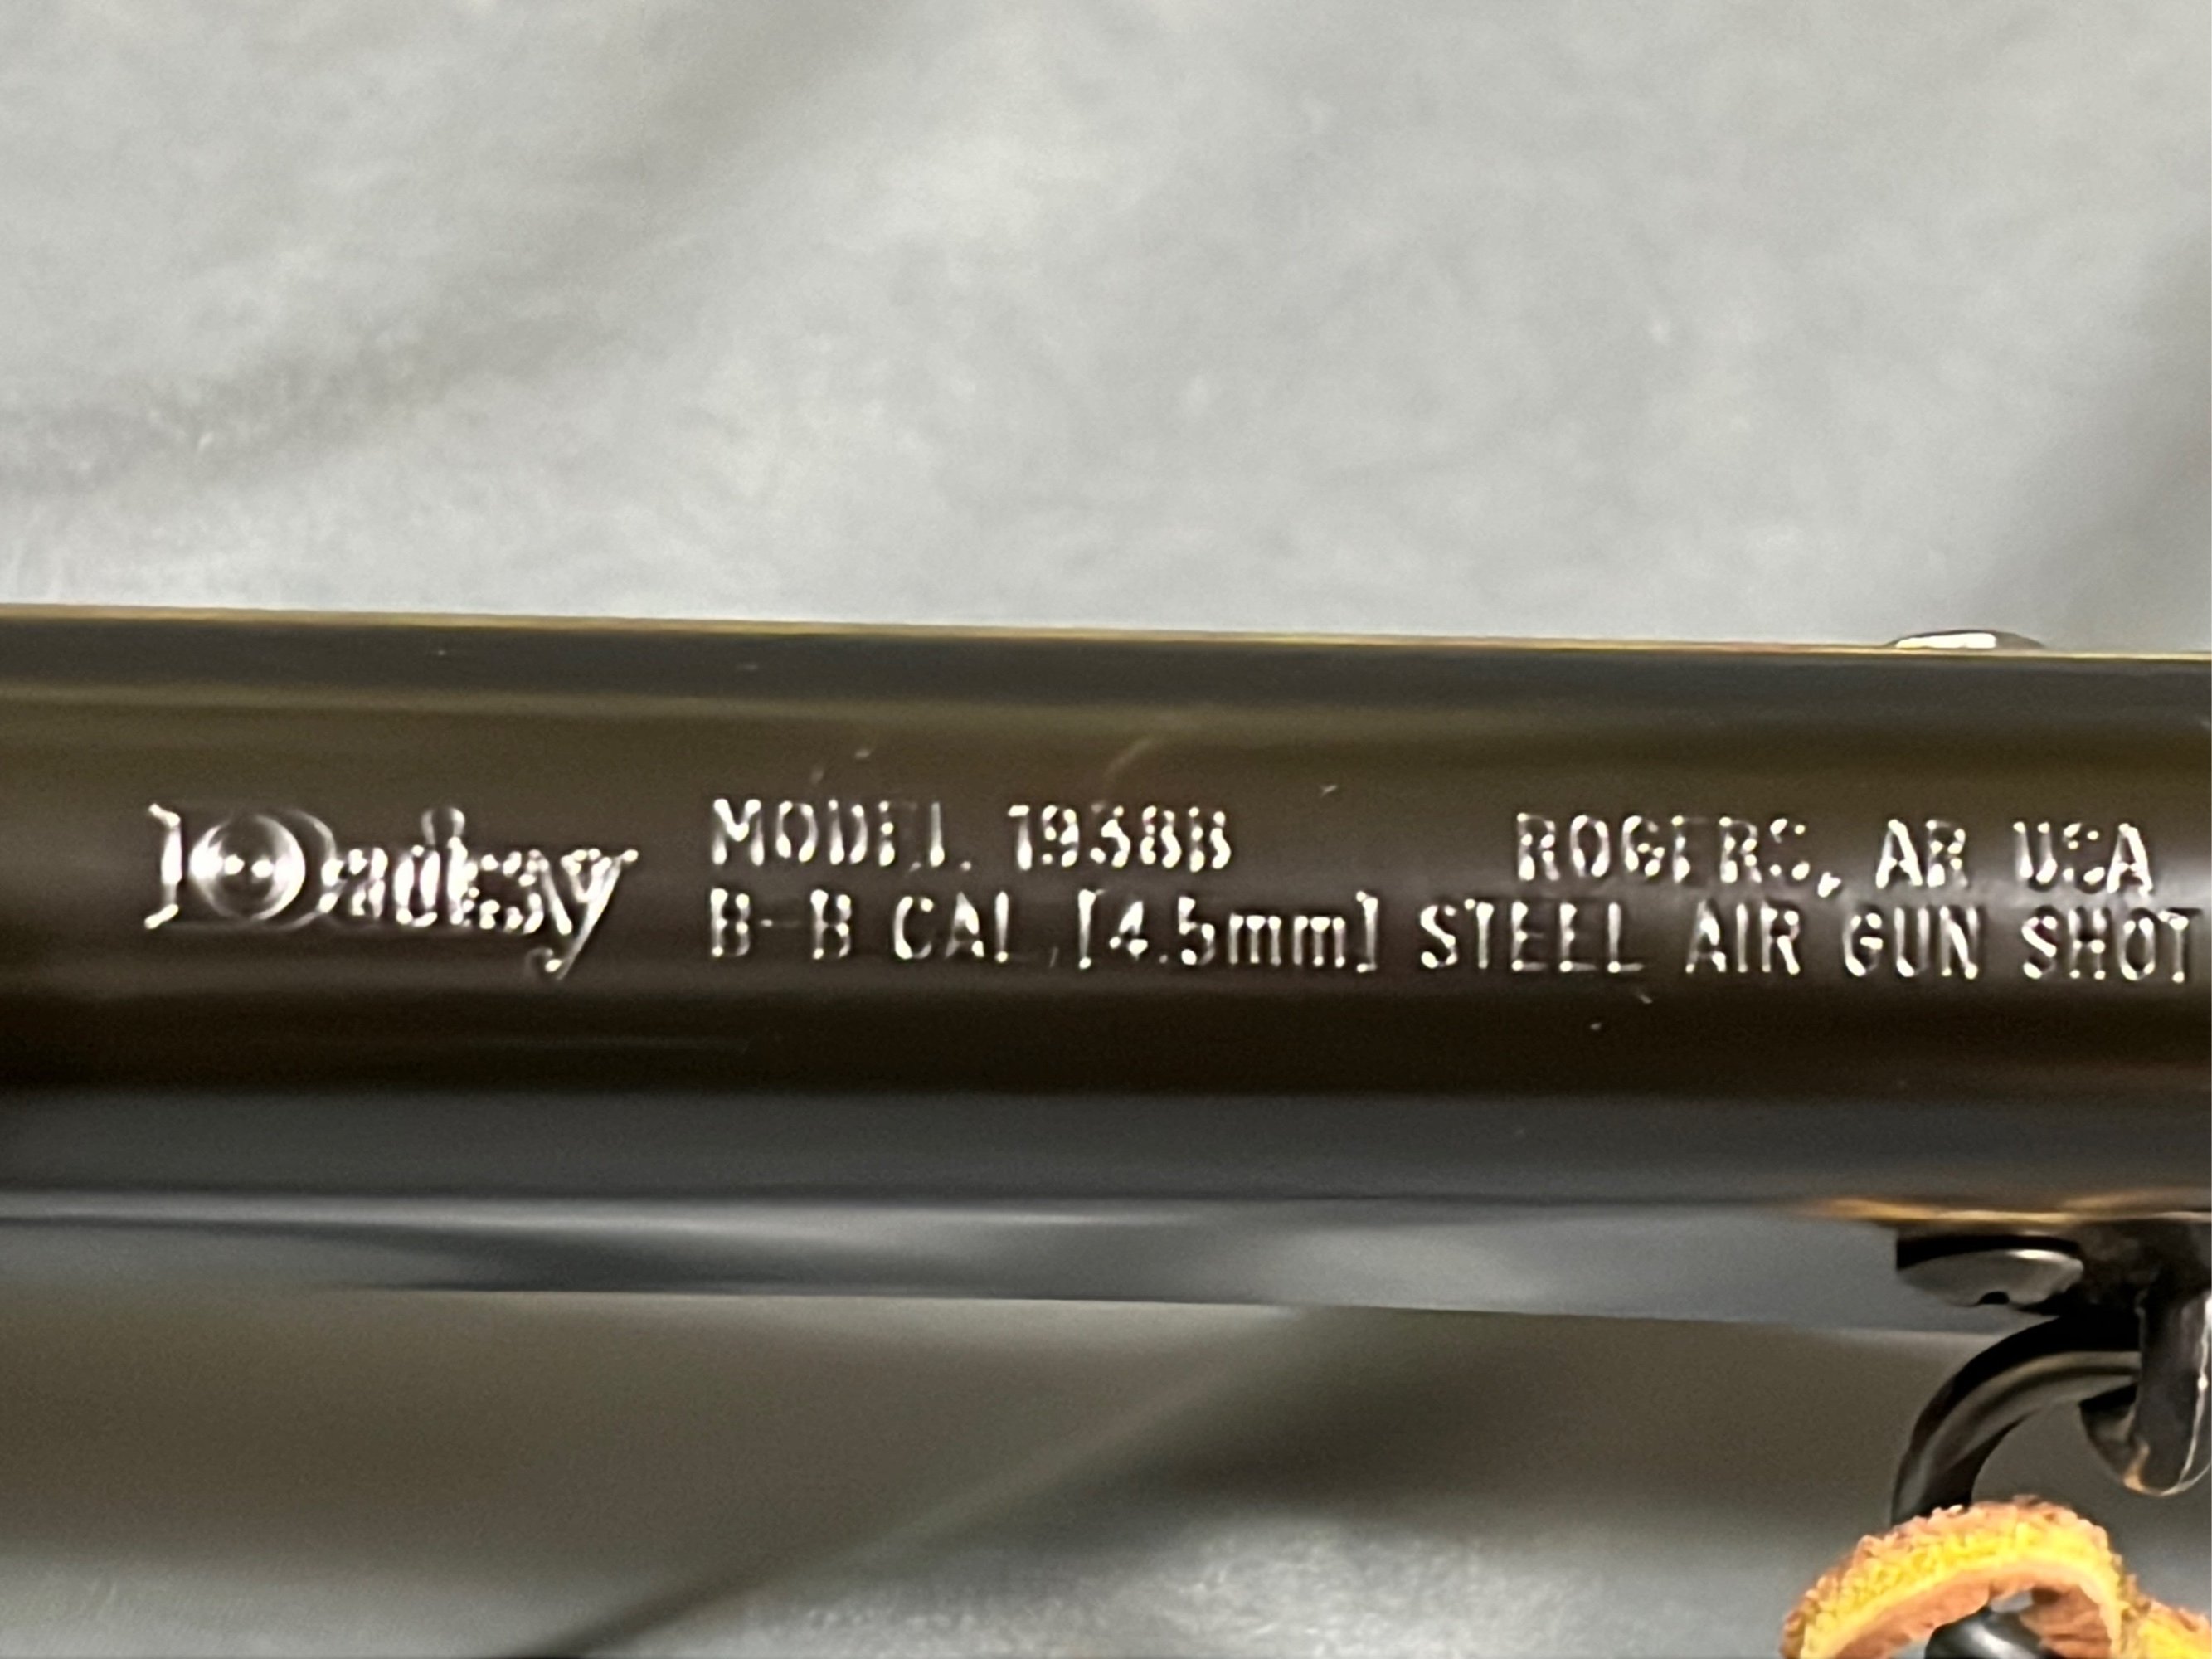 Daisy
MODEL 1938B ROGERS, AR USA
B-B CAL. [4.5mm] STEEL AIR GUN SHOT